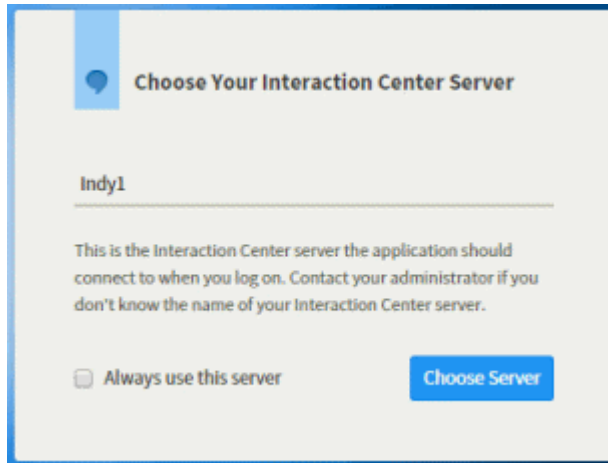 Choose Your Interaction Center Server
Indy1
This is the Interaction Center server the application should
connect to when you log on. Contact your administrator if you
don't know the name of your Interaction Center server.
Always use this server
Choose Server